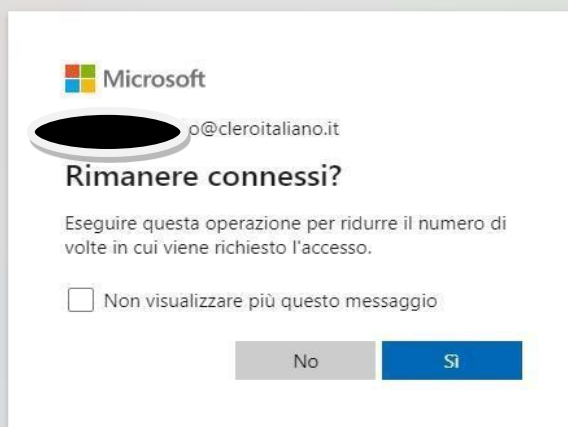 Microsoft
o@cleroitaliano.it
Rimanere connessi?
Eseguire questa operazione per ridurre il numero di
volte in cui viene richiesto l'accesso.
Non visualizzare più questo messaggio
No
Sì